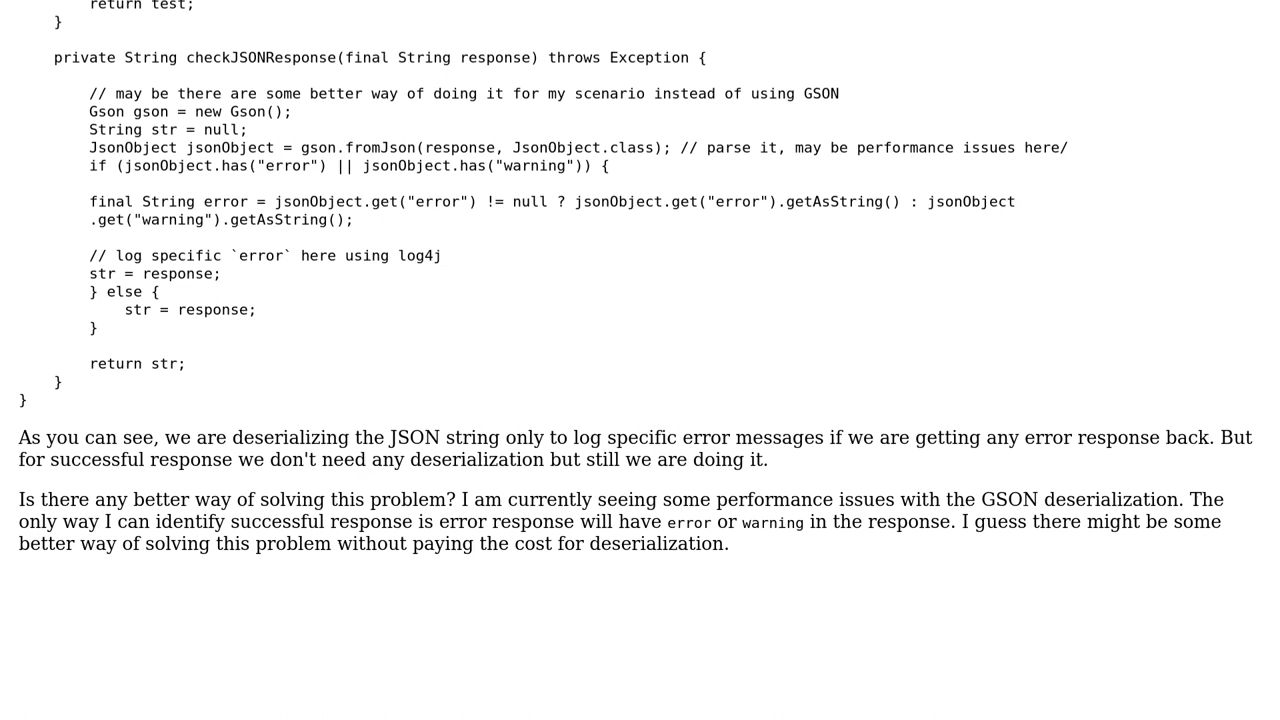 return test;
}
private String checkJSONResponse(final String response) throws Exception {
// may be there are some better way of doing it for my scenario instead of using GSON
Gson gson = new Gson();
String str = null;
JsonObject jsonObject = gson.fromJson(response, JsonObject.class); // parse it, may be performance issues here/
if (jsonObject.has("error") || jsonObject.has("warning")) {
final String error = jsonObject.get("error") != null ? jsonObject.get("error").getAsString() : jsonObject
.get("warning").getAsString();
// log specific `error` here using log4j
str = response;
} else {
str = response;
}
return str;
}
}
As you can see, we are deserializing the JSON string only to log specific error messages if we are getting any error response back. But
for successful response we don't need any deserialization but still we are doing it.
Is there any better way of solving this problem? I am currently seeing some performance issues with the GSON deserialization. The
only way I can identify successful response is error response will have error or warning in the response. I guess there might be some
better way of solving this problem without paying the cost for deserialization.